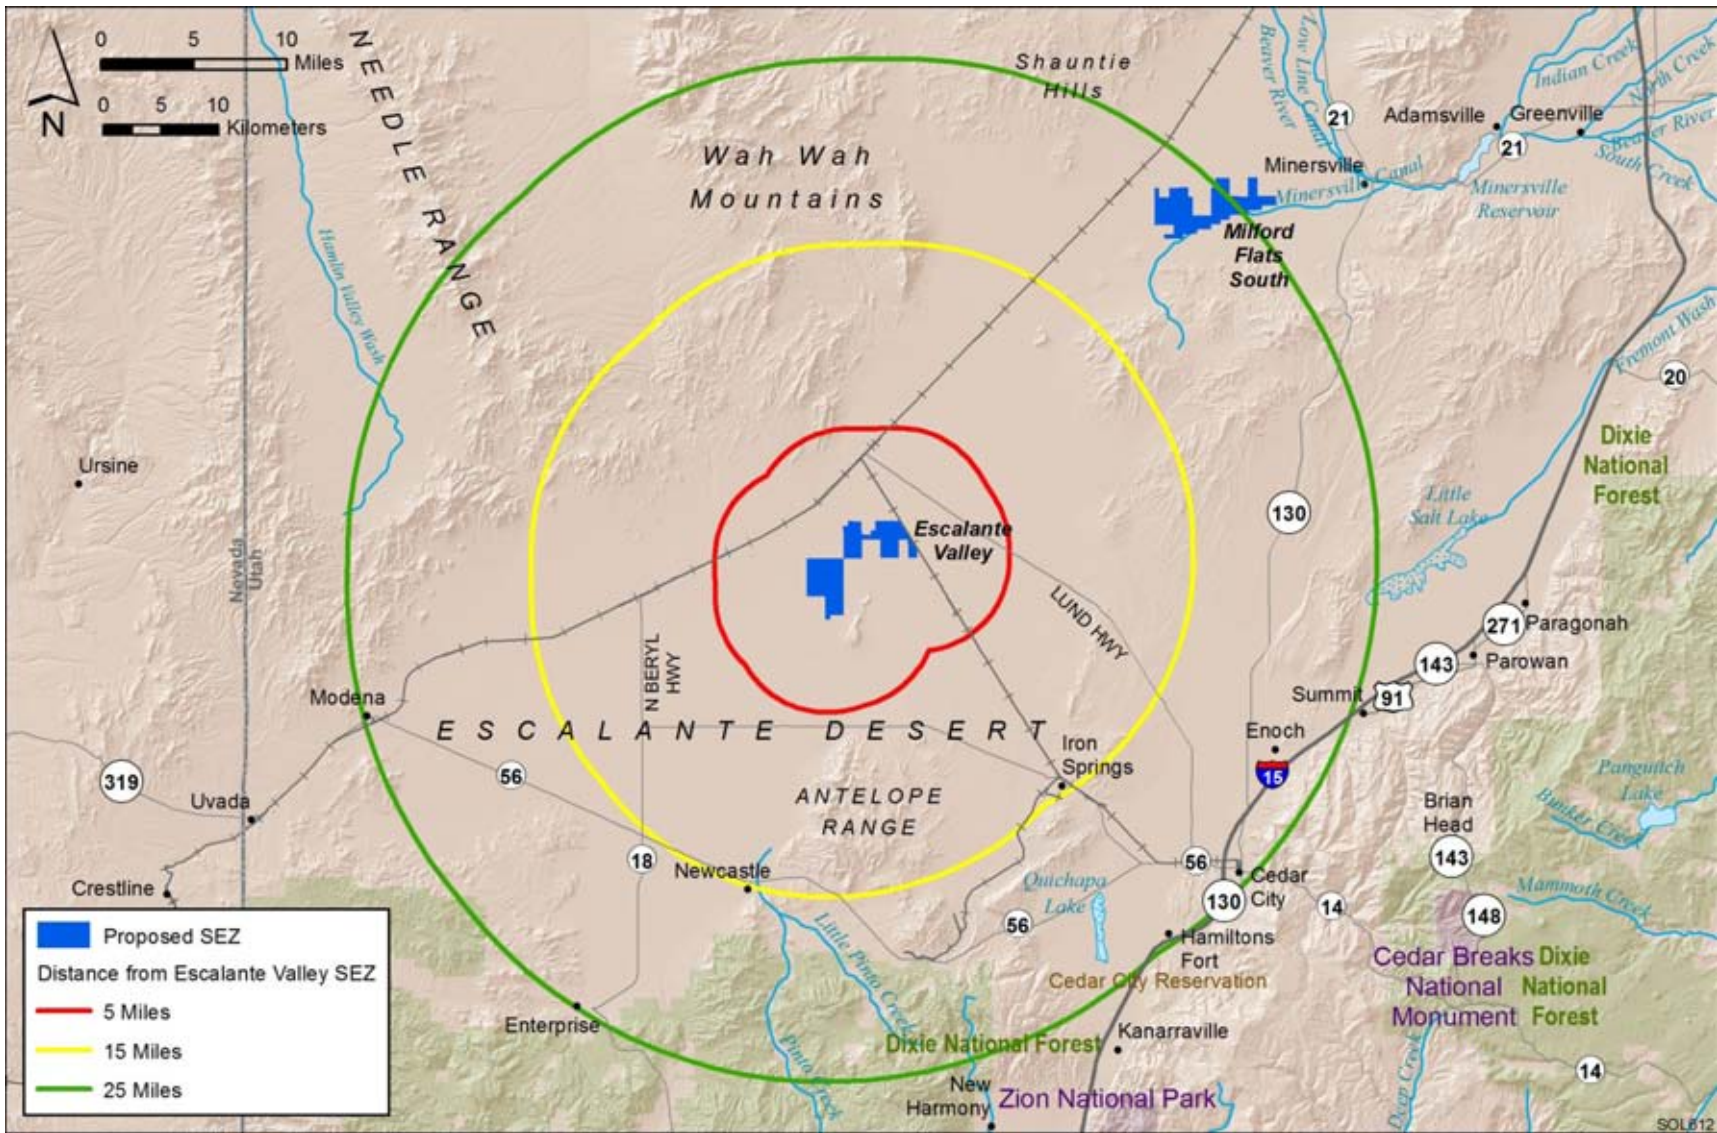 0 5 10
Miles
0 5 10
Kilometers
N
NEEDLE RANGE
Hamlin Valley Wash
Shauntie
Hills
Wah Wah
Mountains
Beaver River
Low Line Canal
21
Adamsville
Greenville
Indian Creek
North Creek
Beaver River
South Creek
21
Minersville
Minersville Canal
Minersville
Reservoir
Milford
Flats
South
Fremont Wash
20
Dixie
National
Forest
Ursine
Nevada
Utah
Escalante
Valley
130
Little
Salt Lake
LUND HWY
N BERYL
HWY
271
Paragonah
143
Parowan
Summit
91
Modena
ESCALANTE DESERT
Enoch
15
Iron
Springs
56
319
Uvada
ANTELOPE
RANGE
Panguitch
Lake
Bunker Creek
Brian
Head
143
18
56
Newcastle
Cedar
City
Crestline
Quichapa
Lake
130
14
148
Mammoth Creek
56
Hamiltons
Fort
Little Pinto Creek
Cedar City Reservation
Cedar Breaks
National
Monument
Dixie
National
Forest
Enterprise
Dixie National Forest
Kanarraville
Pinto Creek
New
Harmony
Zion National Park
Deep Creek
14
Proposed SEZ
Distance from Escalante Valley SEZ
5 Miles
15 Miles
25 Miles
SOL612